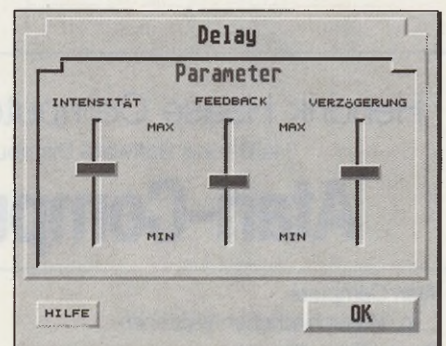 Delay
Parameter
INTENSITÄT FEEDBACK VERZÖGERUNG
MAX MAX
MIN MIN
HILFE OK